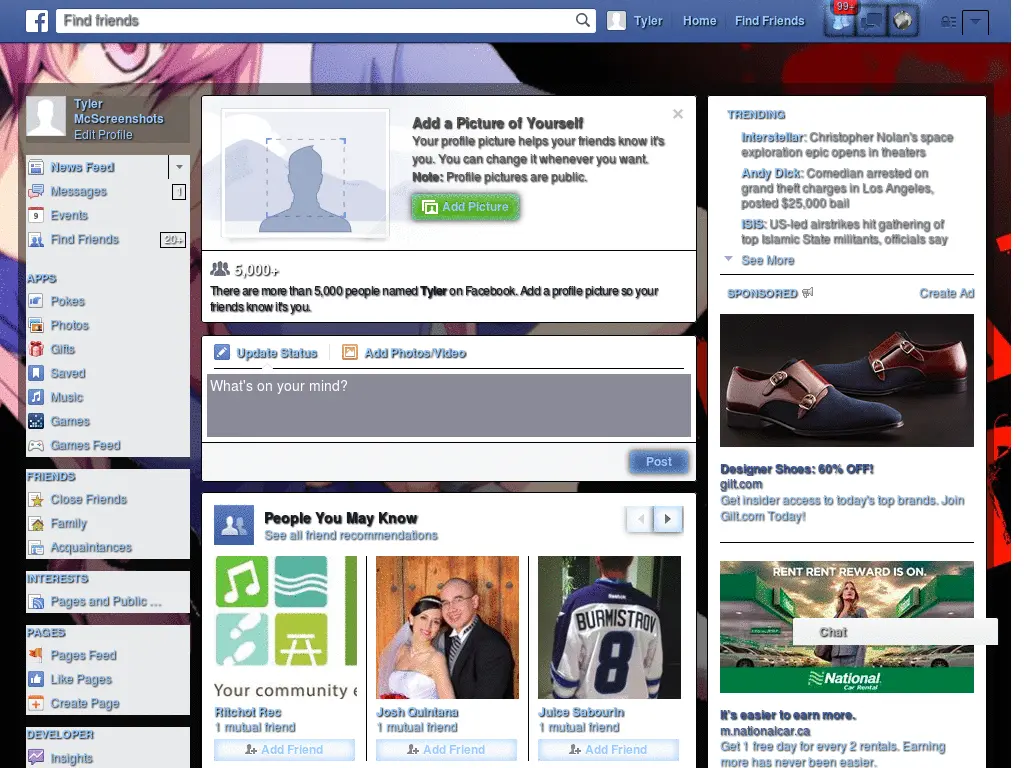 Find friends
Tyler
Home
Find Friends
99+
Tyler
McScreenshots
Edit Profile
News Feed
Messages
1
Events
9
Find Friends
20+
APPS
Pokes
Photos
Gifts
Saved
Music
Games
Games Feed
FRIENDS
Close Friends
Family
Acquaintances
INTERESTS
Pages and Public ...
PAGES
Pages Feed
Like Pages
Create Page
DEVELOPER
Insights
Add a Picture of Yourself
Your profile picture helps your friends know it's
you. You can change it whenever you want.
Note: Profile pictures are public.
Add Picture
5,000+
There are more than 5,000 people named Tyler on Facebook. Add a profile picture so your
friends know it's you.
Update Status
Add Photos/Video
What's on your mind?
Post
People You May Know
See all friend recommendations
Your community e
Ritchot Rec
1 mutual friend
Add Friend
Josh Quintana
1 mutual friend
Add Friend
Reebok
BURMISTROV
8
Juice Sabourin
1 mutual friend
Add Friend
TRENDING
Interstellar: Christopher Nolan's space
exploration epic opens in theaters
Andy Dick: Comedian arrested on
grand theft charges in Los Angeles,
posted $25,000 bail
ISIS: US-led airstrikes hit gathering of
top Islamic State militants, officials say
See More
SPONSORED
Create Ad
Designer Shoes: 60% OFF!
gilt.com
Get insider access to today's top brands. Join
Gilt.com Today!
RENT RENT REWARD IS ON.
Chat
National
Car Rental
It's easier to earn more.
m.nationalcar.ca
Get 1 free day for every 2 rentals. Earning
more has never been easier.